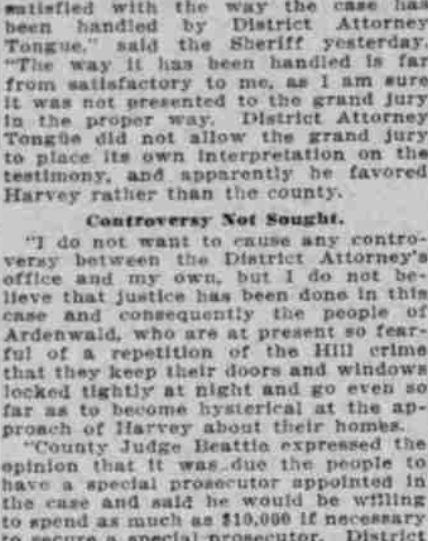 satisfied with the way the case has
been handled by District Attorney
Tongue," said the Sheriff yesterday.
"The way it has been handled is far
from satisfactory to me, as I am sure
it was not presented to the grand jury
in the proper way. District Attorney
Tongue did not allow the grand jury
to place its own interpretation on the
testimony, and apparently he favored
Harvey rather than the county.
Controversy Not Sought.
"I do not want to cause any contro-
versy between the District Attorney's
office and my own, but I do not be-
lieve that justice has been done in this
case and consequently the people of
Ardenwald, who are at present so fear-
ful of a repetition of the Hill crime
that they keep their doors and windows
locked tightly at night and go even so
far as to become hysterical at the ap-
proach of Harvey about their homes.
"County Judge Beattie expressed the
opinion that it was due the people to
have a special prosecutor appointed in
the case and said he would be willing
to spend as much as $10,000 if necessary
to secure a special prosecutor. District